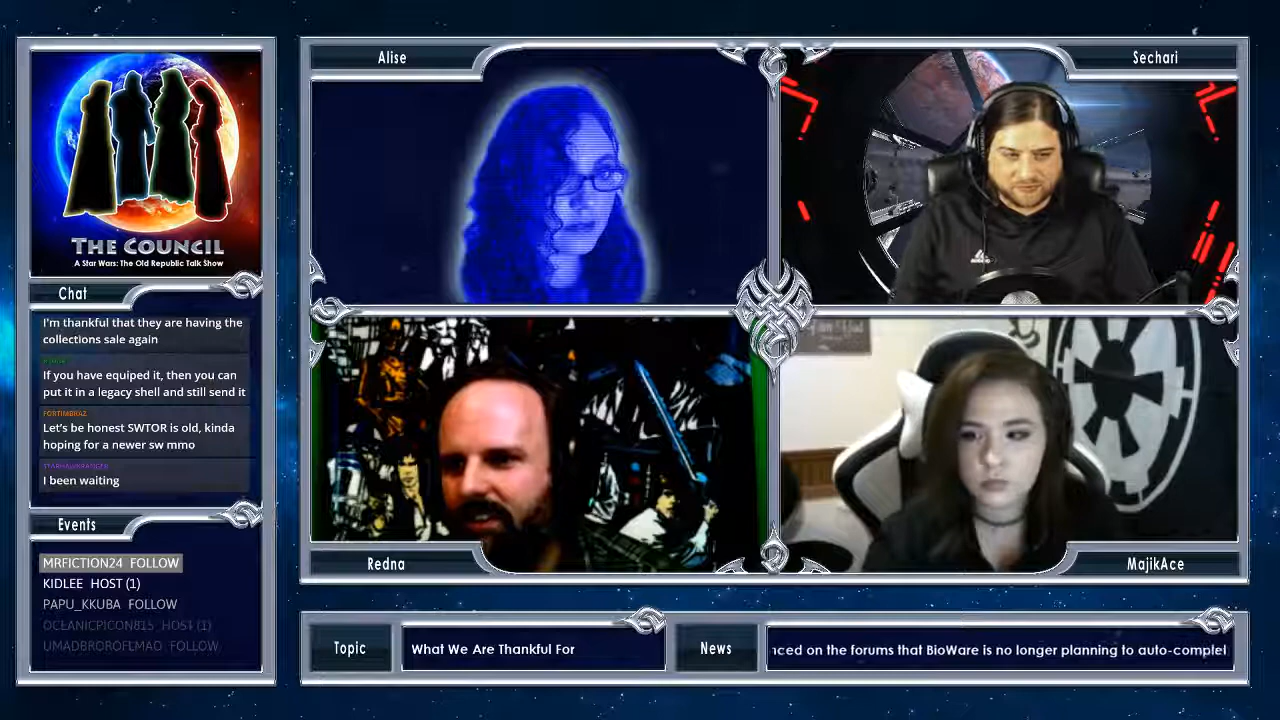 THE COUNCIL
A Star Wars: The Old Republic Talk Show
Chat
I'm thankful that they are having the
collections sale again
If you have equiped it, then you can
put it in a legacy shell and still send it
FORTIMBRAZ
Let's be honest SWTOR is old, kinda
hoping for a newer sw mmo
STARHAWKRANGER
I been waiting
Events
MRFICTION24 FOLLOW
KIDLEE HOST (1)
PAPU_KKUBA FOLLOW
OCEANICPICON815 HOST (1)
UMADBROROFLMAO FOLLOW
Alise
Sechari
Redna
MajikAce
Topic
What We Are Thankful For
News
nced on the forums that BioWare is no longer planning to auto-complet